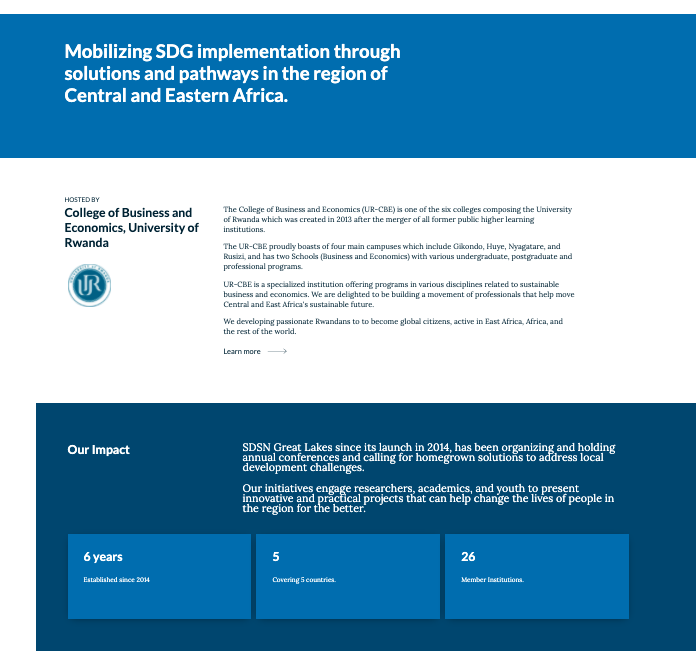 Mobilizing SDG implementation through
solutions and pathways in the region of
Central and Eastern Africa.
HOSTED BY
College of Business and
Economics, University of
Rwanda
UR
The College of Business and Economics (UR-CBE) is one of the six colleges composing the University
of Rwanda which was created in 2013 after the merger of all former public higher learning
institutions.
The UR-CBE proudly boasts of four main campuses which include Gikondo, Huye, Nyagatare, and
Rusizi, and has two Schools (Business and Economics) with various undergraduate, postgraduate and
professional programs.
UR-CBE is a specialized institution offering programs in various disciplines related to sustainable
business and economics. We are delighted to be building a movement of professionals that help move
Central and East Africa's sustainable future.
We developing passionate Rwandans to to become global citizens, active in East Africa, Africa, and
the rest of the world.
Learn more
Our Impact
SDSN Great Lakes since its launch in 2014, has been organizing and holding
annual conferences and calling for homegrown solutions to address local
development challenges.
Our initiatives engage researchers, academics, and youth to present
innovative and practical projects that can help change the lives of people in
the region for the better.
6 years
Established since 2014
5
Covering 5 countries.
26
Member Institutions.